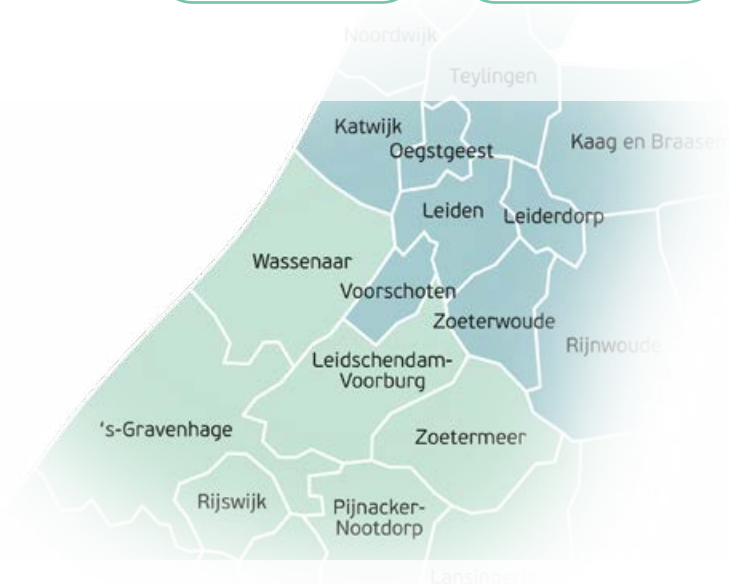 Noordwijk
Teylingen
Katwijk
Oegstgeest
Kaag en Braasem
Leiden
Leiderdorp
Wassenaar
Voorschoten
Zoeterwoude
Rijnwoude
Leidschendam-
Voorburg
's-Gravenhage
Zoetermeer
Rijswijk
Pijnacker-
Nootdorp